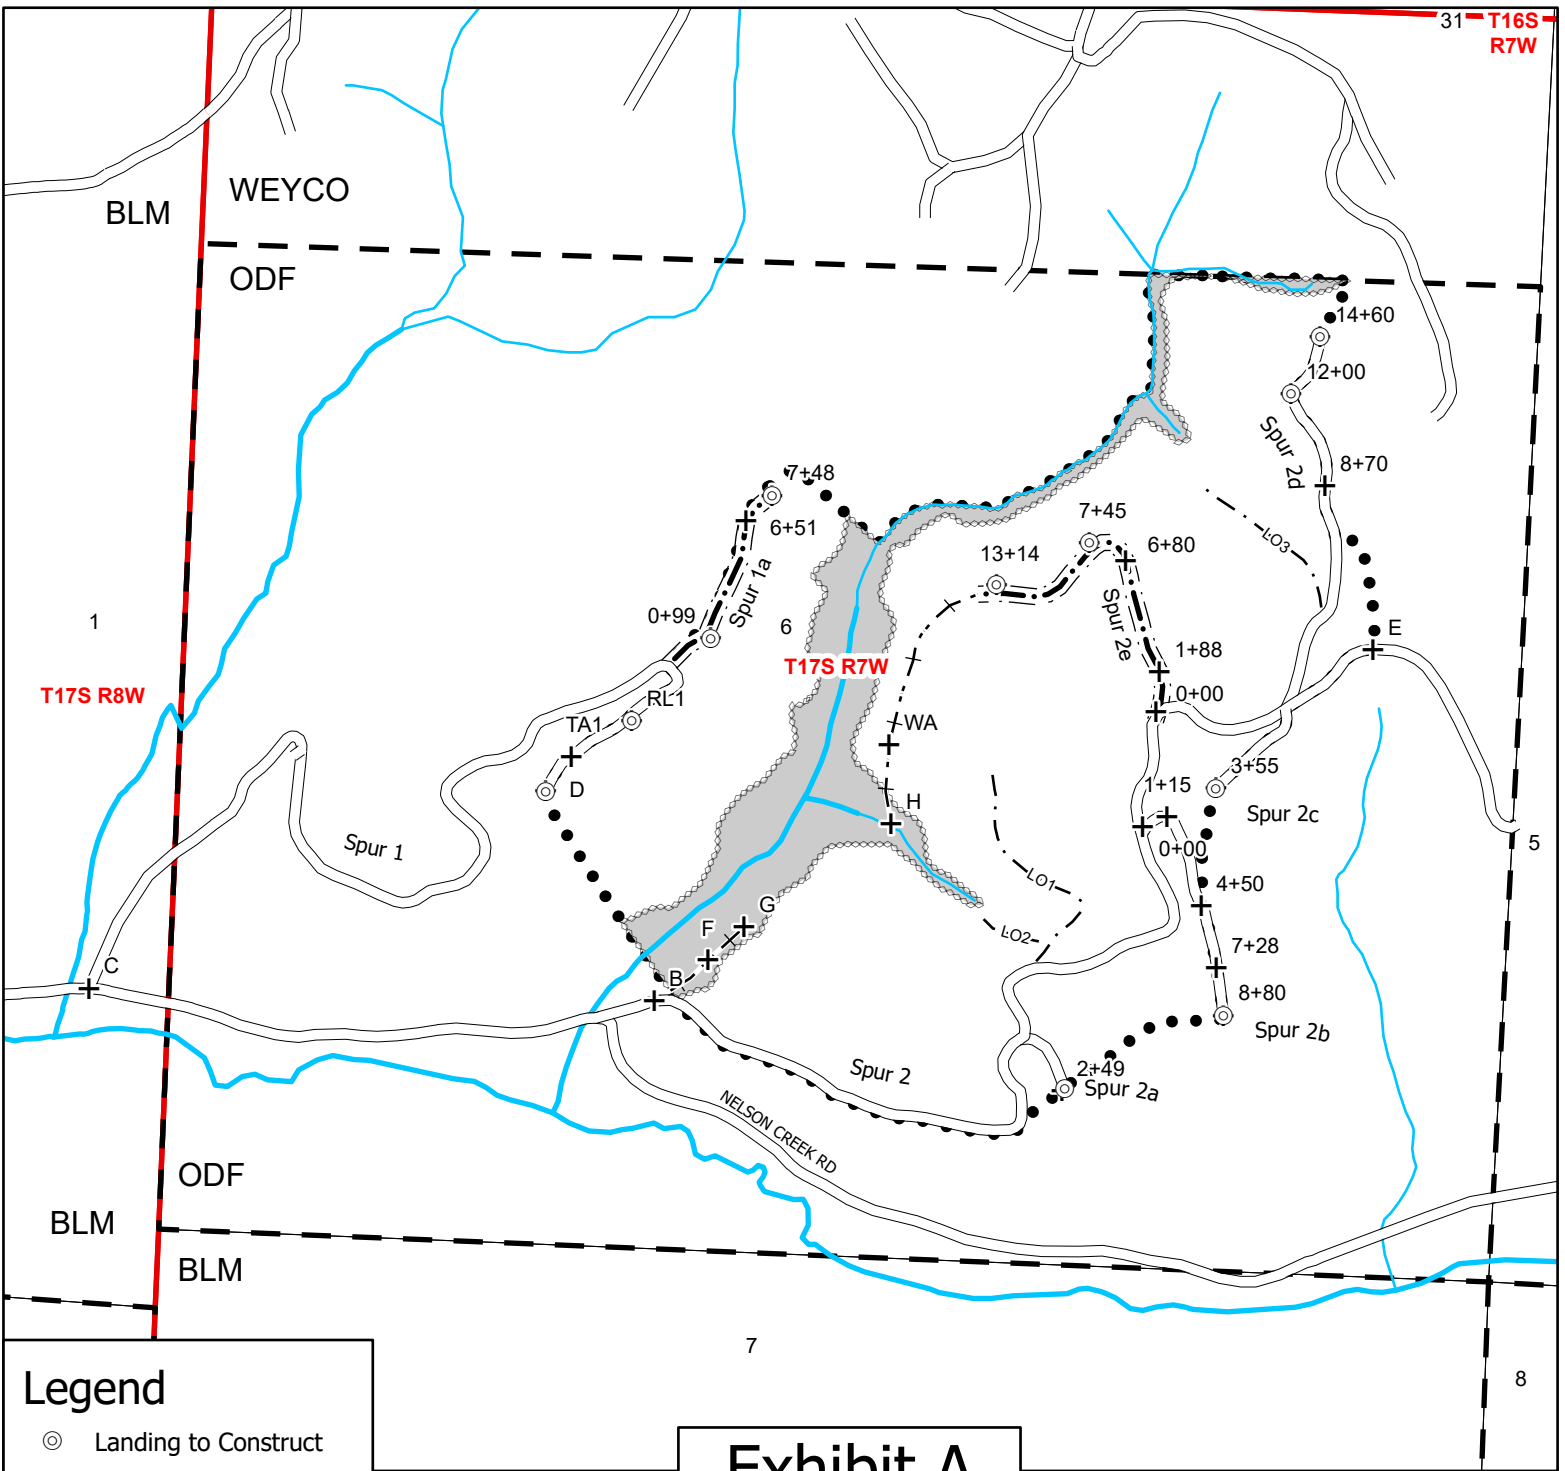 31 T16S
R7W
BLM
WEYCO
ODF
14+60
12+00
Spur 2d
8+70
7+48
6+51
Spur 1a
0+99
7+45
13+14
6+80
LO3
Spur 2e
1
6
T17S R7W
E
1+88
0+00
T17S R8W
RL1
TA1
WA
D
3+55
1+15
H
Spur 2c
Spur 1
0+00
5
LO1
4+50
G
F
LO2
7+28
C
B
8+80
Spur 2b
Spur 2
2+49
Spur 2a
NELSON CREEK RD
ODF
BLM
BLM
7
8
Legend
Landing to Construct
Exhibit A